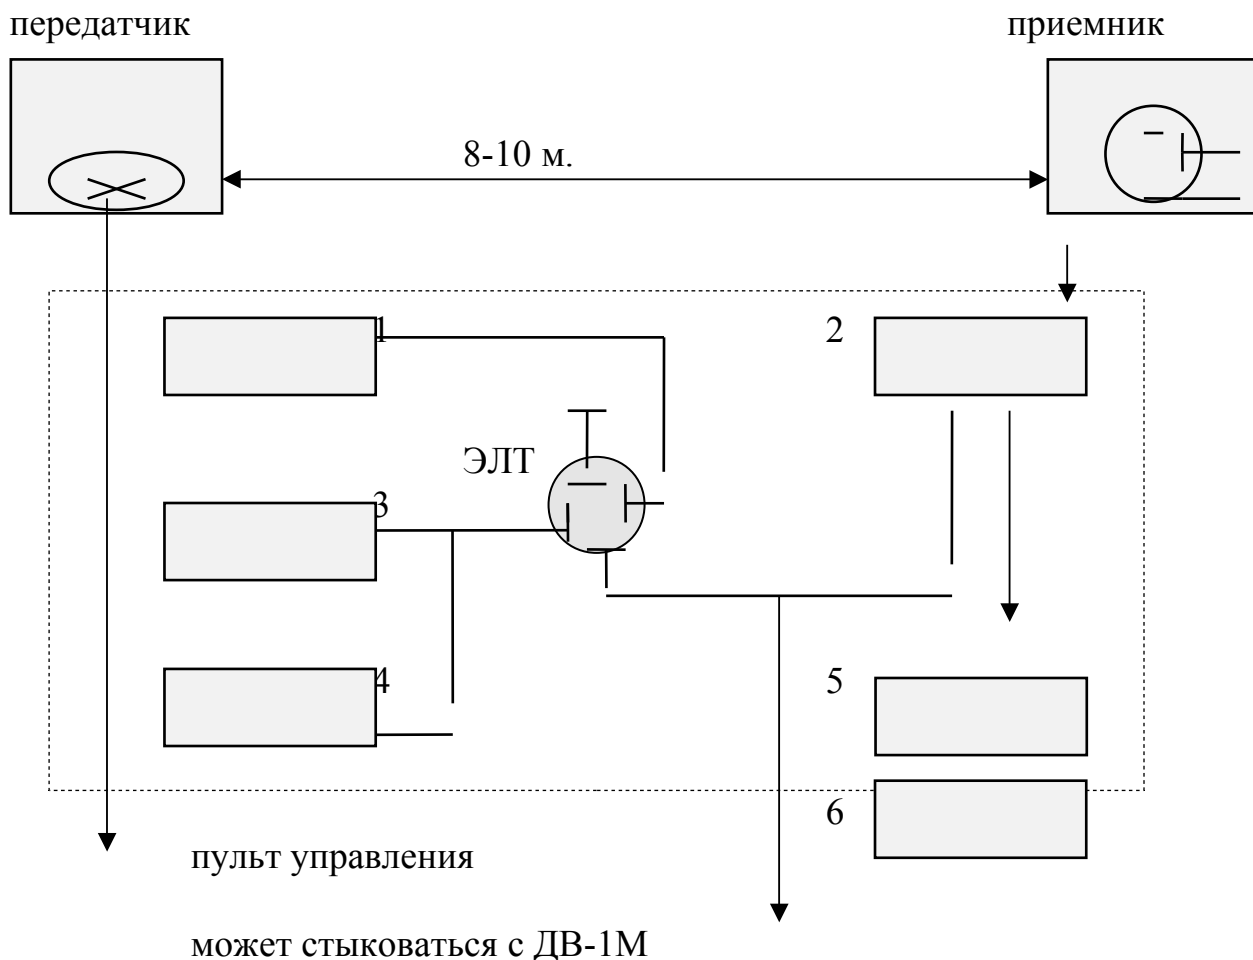 передатчик приемник
8-10 м.
1 2
ЭЛТ
3
4 5
6
пульт управления
может стыковаться с ДВ-1М